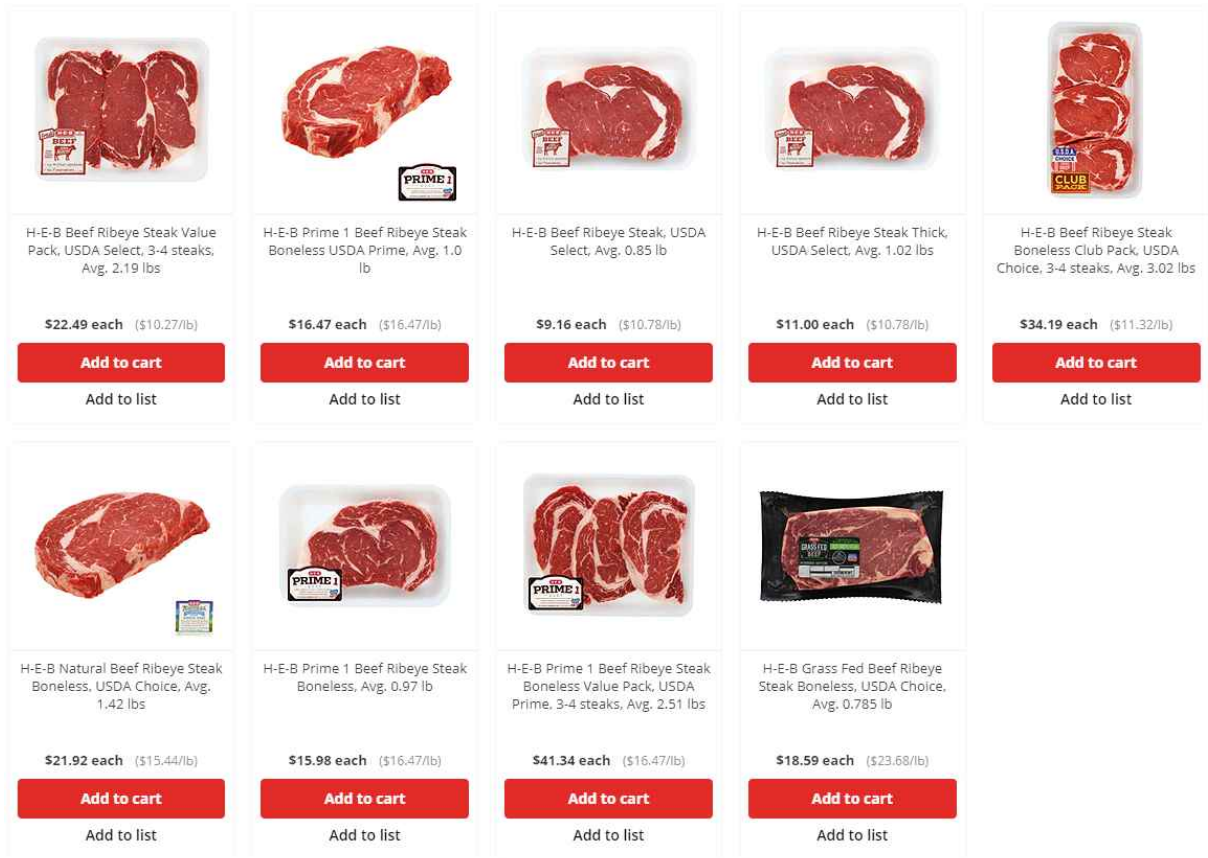 BEEF
H-E-B Beef Ribeye Steak Value
Pack, USDA Select, 3-4 steaks,
Avg. 2.19 lbs
$22.49 each ($10.27/lb)
Add to cart
Add to list
H-E-B
PRIME 1
H-E-B Prime 1 Beef Ribeye Steak
Boneless USDA Prime, Avg. 1.0
lb
$16.47 each ($16.47/lb)
Add to cart
Add to list
BEEF
H-E-B Beef Ribeye Steak, USDA
Select, Avg. 0.85 lb
$9.16 each ($10.78/lb)
Add to cart
Add to list
BEEF
H-E-B Beef Ribeye Steak Thick,
USDA Select, Avg. 1.02 lbs
$11.00 each ($10.78/lb)
Add to cart
Add to list
USDA
CHOICE
CLUB
PACK
H-E-B Beef Ribeye Steak
Boneless Club Pack, USDA
Choice, 3-4 steaks, Avg. 3.02 lbs
$34.19 each ($11.32/lb)
Add to cart
Add to list
H-E-B Natural Beef Ribeye Steak
Boneless, USDA Choice, Avg.
1.42 lbs
$21.92 each ($15.44/lb)
Add to cart
Add to list
H-E-B
PRIME 1
H-E-B Prime 1 Beef Ribeye Steak
Boneless, Avg. 0.97 lb
$15.98 each ($16.47/lb)
Add to cart
Add to list
H-E-B
PRIME 1
H-E-B Prime 1 Beef Ribeye Steak
Boneless Value Pack, USDA
Prime, 3-4 steaks, Avg. 2.51 lbs
$41.34 each ($16.47/lb)
Add to cart
Add to list
GRASS FED
BEEF
H-E-B Grass Fed Beef Ribeye
Steak Boneless, USDA Choice,
Avg. 0.785 lb
$18.59 each ($23.68/lb)
Add to cart
Add to list